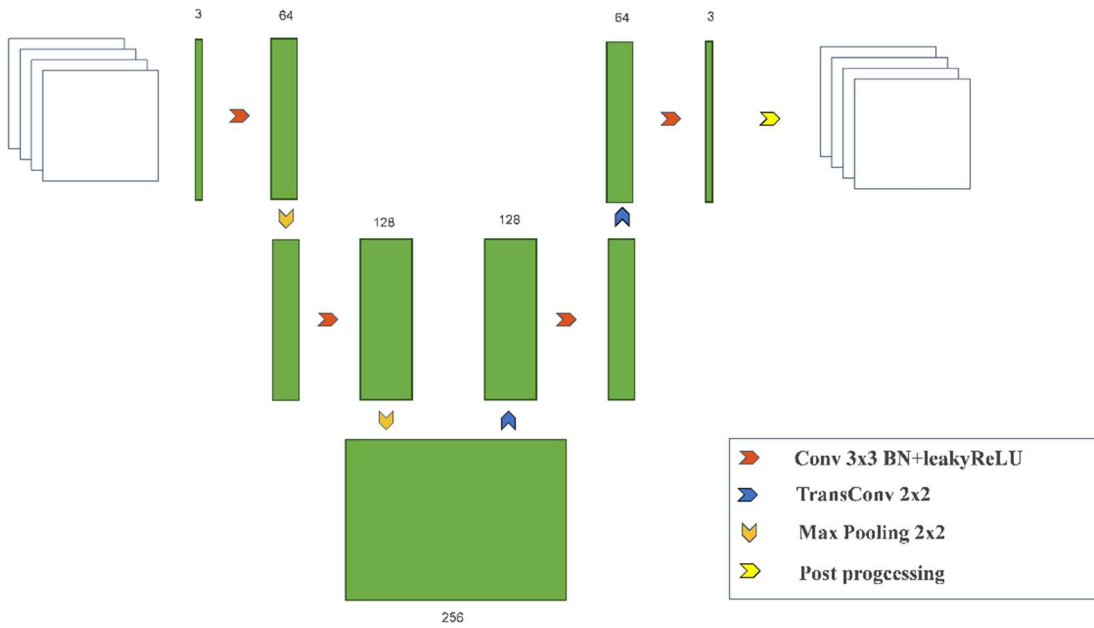 3
64
64
3
128
128
256
Conv 3x3 BN+leakyReLU
TransConv 2x2
Max Pooling 2x2
Post progcessing